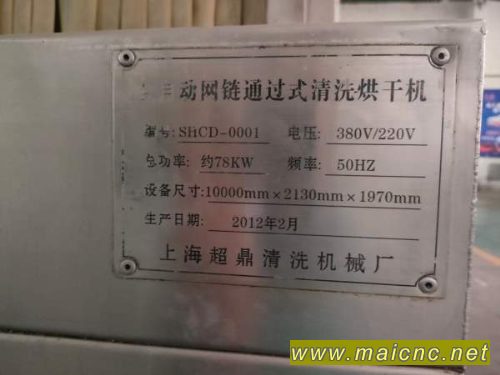 动网链通过式清洗烘干机
编号: SHCD-0001 电压: 380V/220V
总功率: 约78KW 频率: 50HZ
设备尺寸:10000mm×2130mm×1970mm
生产日期: 2012年2月
上海超鼎清洗机械厂
www.maicnc.net